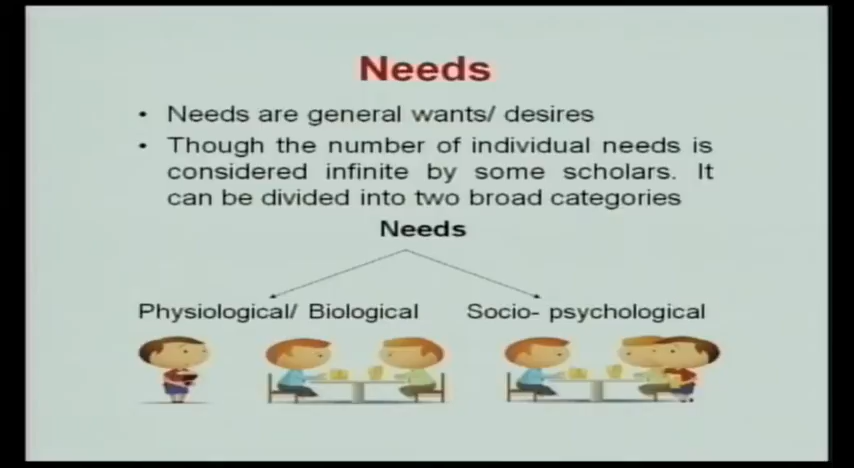 Needs
• Needs are general wants/ desires
• Though the number of individual needs is
considered infinite by some scholars. It
can be divided into two broad categories
Needs
Physiological/ Biological
Socio- psychological